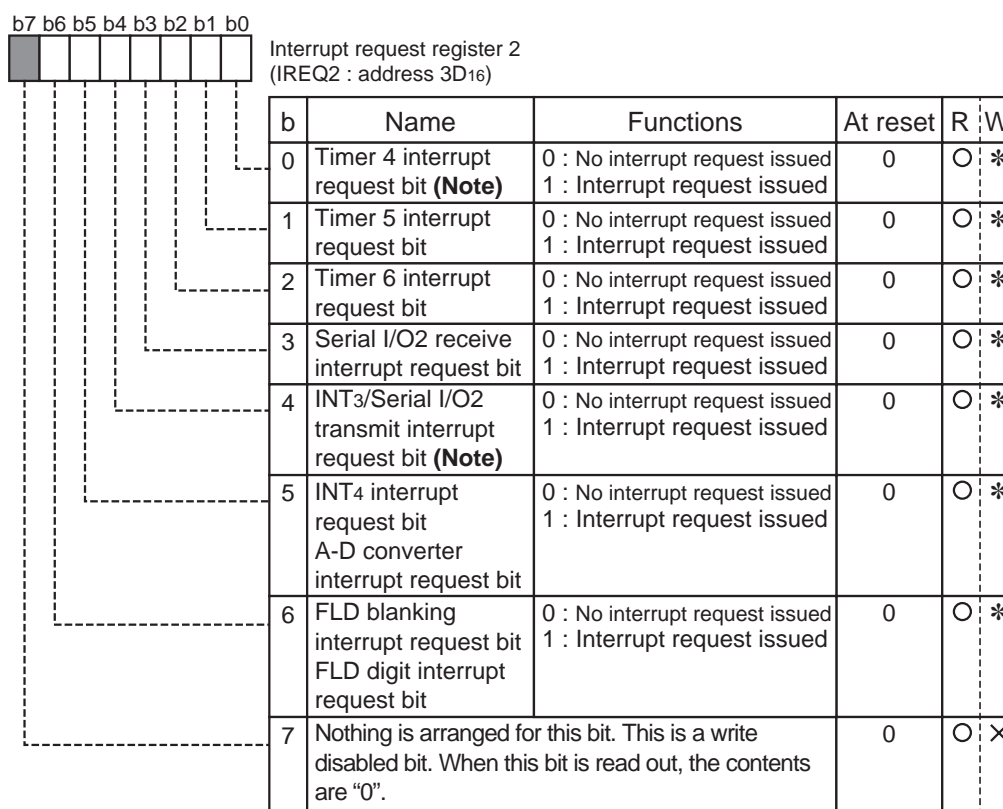 b7 b6 b5 b4 b3 b2 b1 b0
Interrupt request register 2
(IREQ2 : address 3D16)
b Name Functions At reset R W
0 Timer 4 interrupt request bit (Note) 0 : No interrupt request issued 1 : Interrupt request issued 0 ○ ✻
1 Timer 5 interrupt request bit 0 : No interrupt request issued 1 : Interrupt request issued 0 ○ ✻
2 Timer 6 interrupt request bit 0 : No interrupt request issued 1 : Interrupt request issued 0 ○ ✻
3 Serial I/O2 receive interrupt request bit 0 : No interrupt request issued 1 : Interrupt request issued 0 ○ ✻
4 INT3/Serial I/O2 transmit interrupt request bit (Note) 0 : No interrupt request issued 1 : Interrupt request issued 0 ○ ✻
5 INT4 interrupt request bit A-D converter interrupt request bit 0 : No interrupt request issued 1 : Interrupt request issued 0 ○ ✻
6 FLD blanking interrupt request bit FLD digit interrupt request bit 0 : No interrupt request issued 1 : Interrupt request issued 0 ○ ✻
7 Nothing is arranged for this bit. This is a write disabled bit. When this bit is read out, the contents are “0”. 0 ○ ×